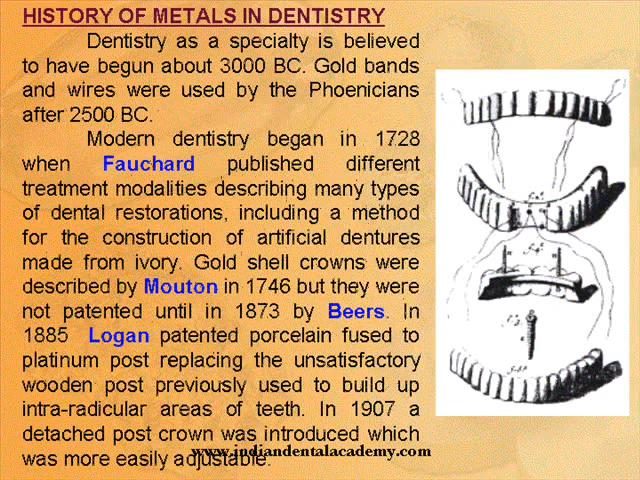 HISTORY OF METALS IN DENTISTRY
Dentistry as a specialty is believed
to have begun about 3000 BC. Gold bands
and wires were used by the Phoenicians
after 2500 BC.
Modern dentistry began in 1728
when Fauchard published different
treatment modalities describing many types
of dental restorations, including a method
for the construction of artificial dentures
made from ivory. Gold shell crowns were
described by Mouton in 1746 but they were
not patented until in 1873 by Beers. In
1885 Logan patented porcelain fused to
platinum post replacing the unsatisfactory
wooden post previously used to build up
intra-radicular areas of teeth. In 1907 a
detached post crown was introduced which
was more easily adjustable.
www.indiandentalacademy.com